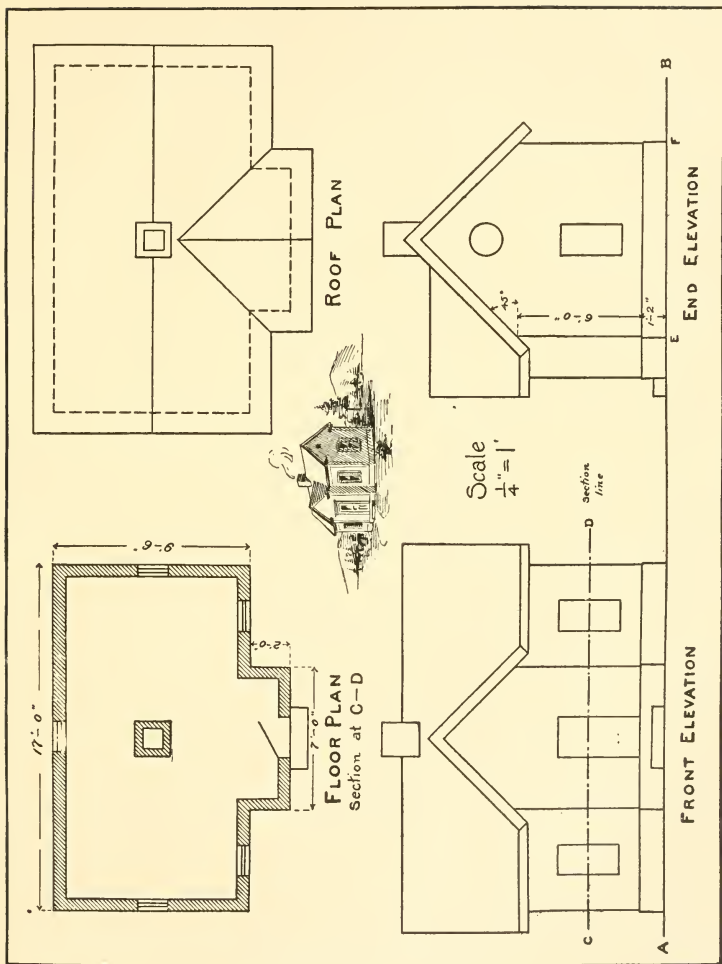 17'-0"
9'-6"
2'-0"
7'-0"
FLOOR PLAN
Section at C-D
ROOF PLAN
Scale
1/4" = 1'
C
D
section
line
45°
6'-0"
1'-2"
A
E
F
B
FRONT ELEVATION
END ELEVATION